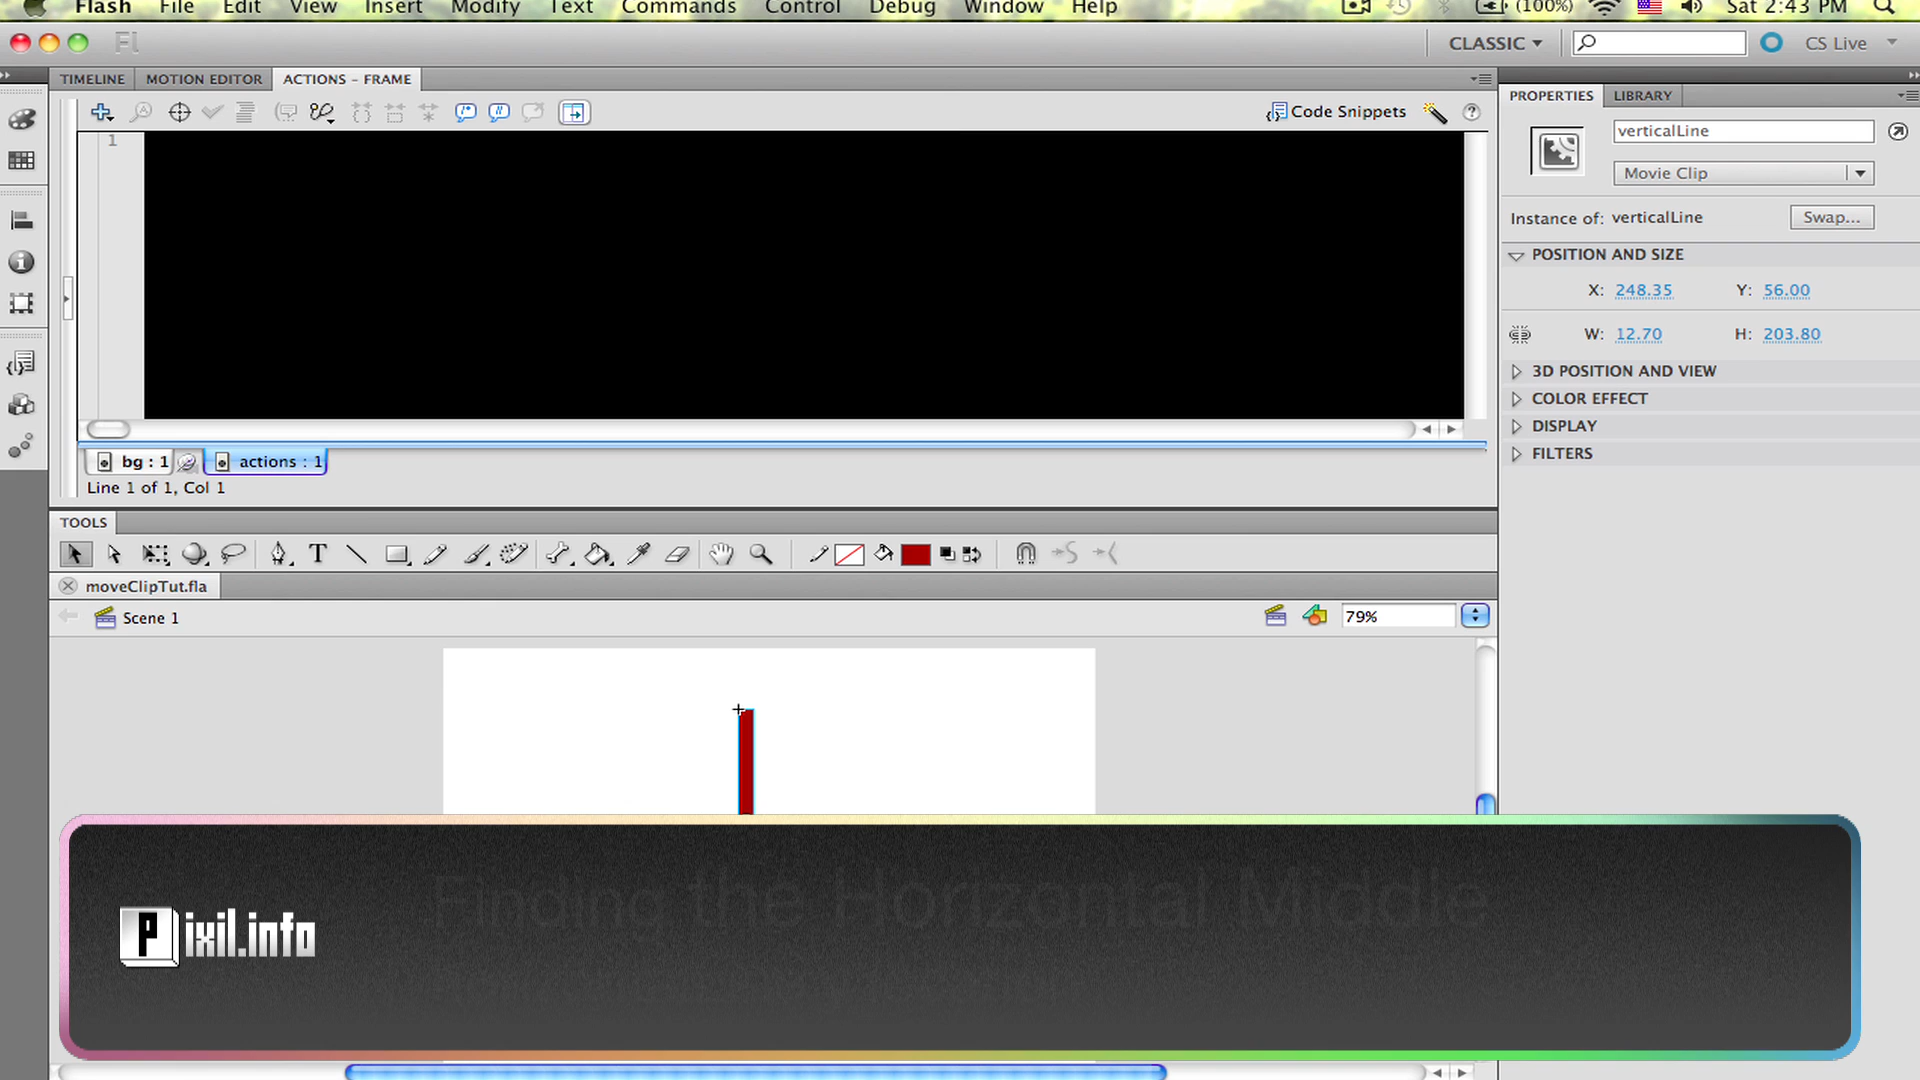 Flash File Edit View Insert Modify Text Commands Control Debug Window Help (100%) Sat 2:43 PM
Fl CLASSIC CS Live
TIMELINE MOTION EDITOR ACTIONS – FRAME
Code Snippets
1
bg : 1 actions : 1
Line 1 of 1, Col 1
PROPERTIES LIBRARY
verticalLine
Movie Clip
Instance of: verticalLine Swap...
POSITION AND SIZE
X: 248.35 Y: 56.00
W: 12.70 H: 203.80
3D POSITION AND VIEW
COLOR EFFECT
DISPLAY
FILTERS
TOOLS
moveClipTut.fla
Scene 1 79%
Finding the Horizontal Middle
Pixil.info